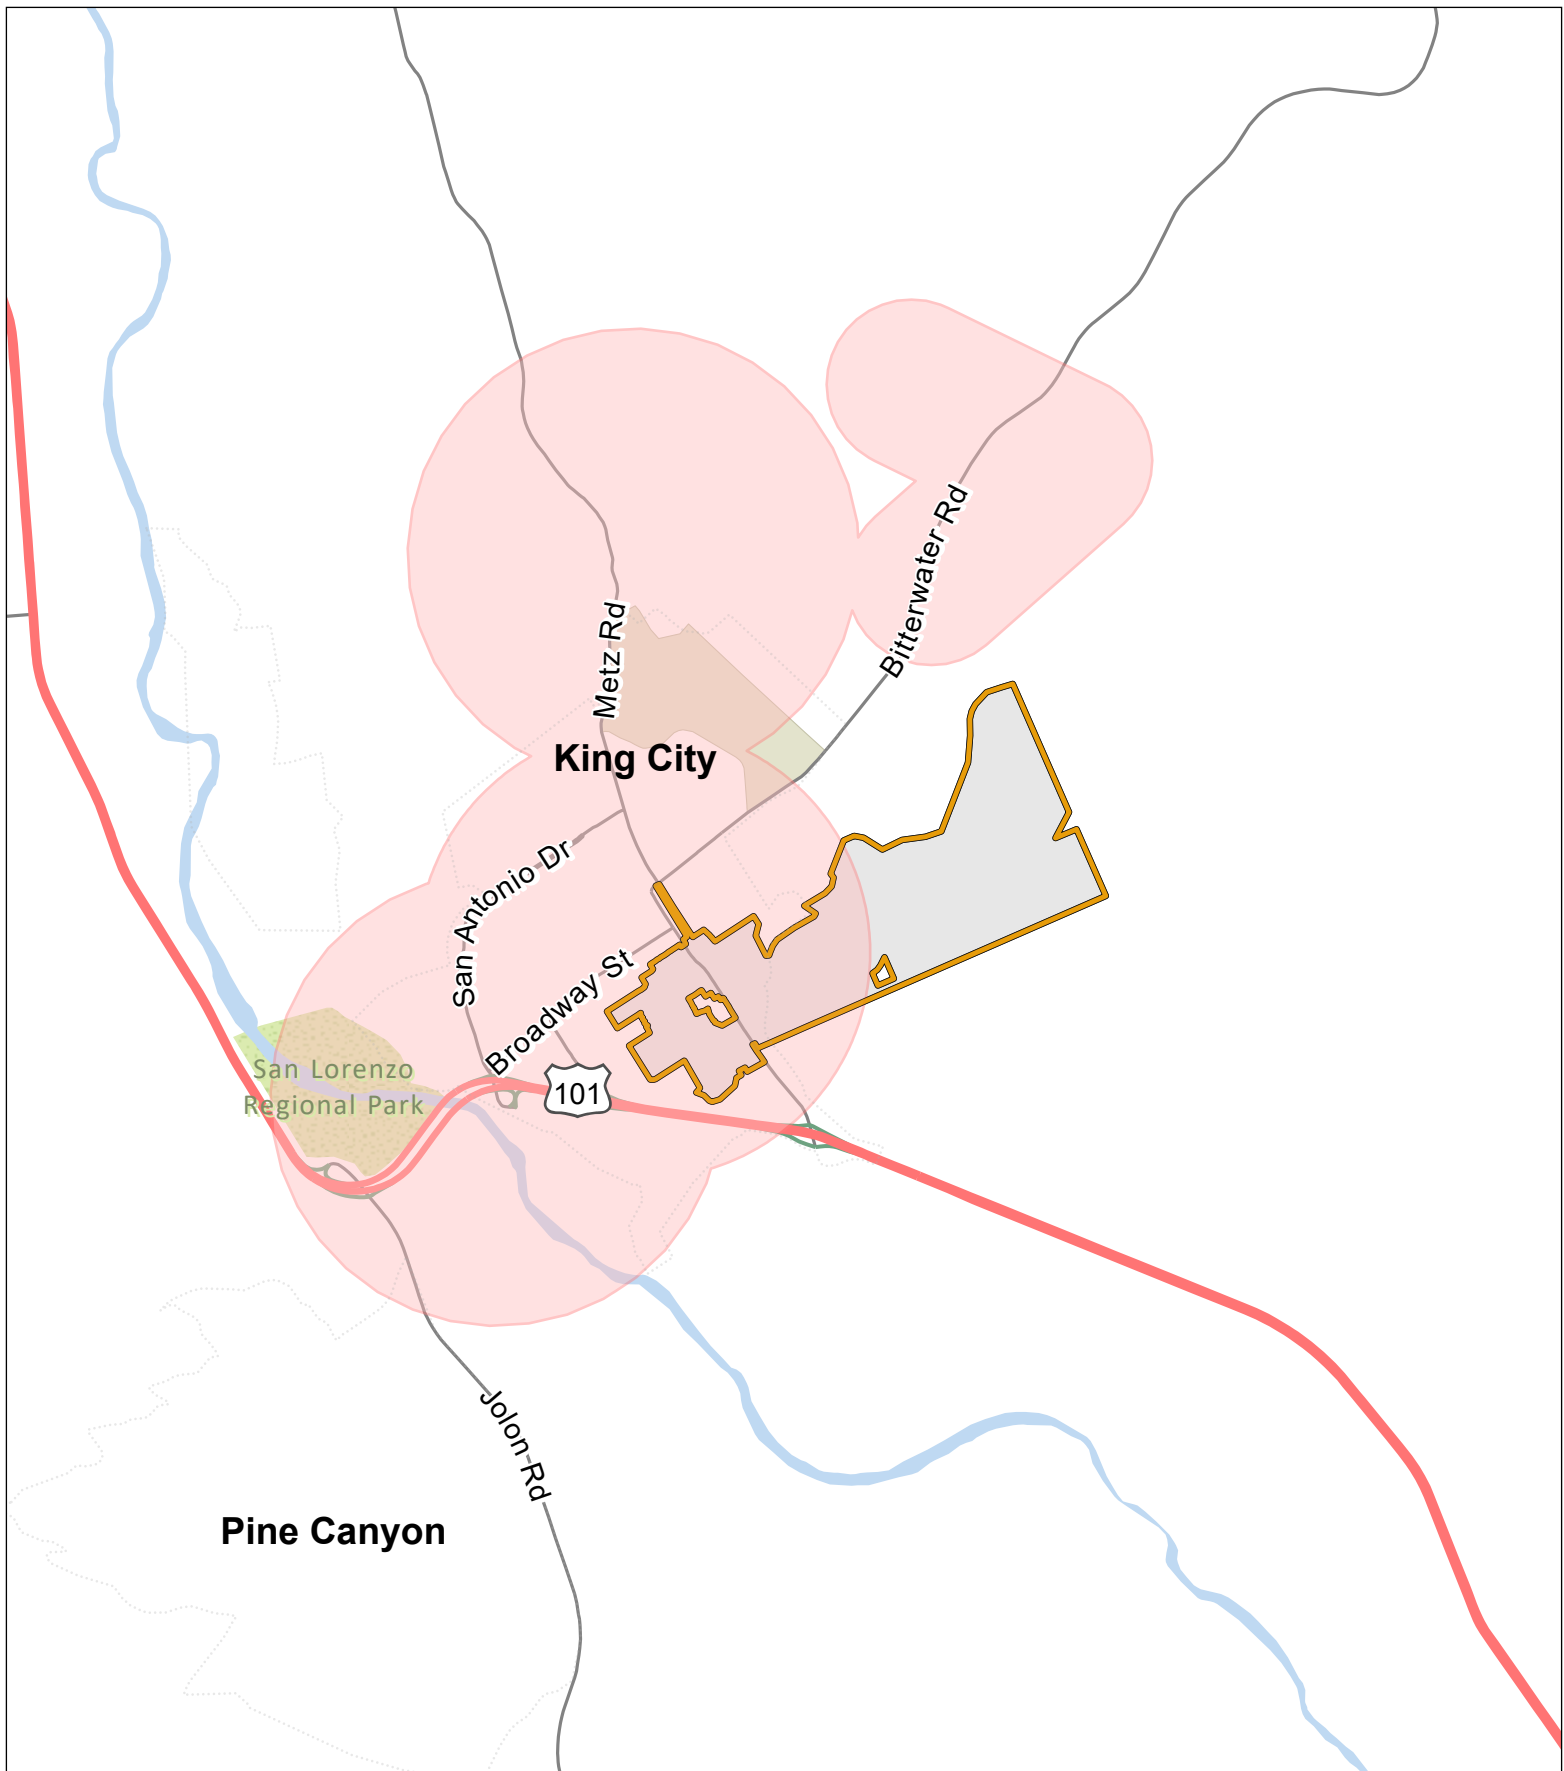 Bitterwater Rd
Metz Rd
King City
San Antonio Dr
Broadway St
San Lorenzo
Regional Park
101
Jolon Rd
Pine Canyon